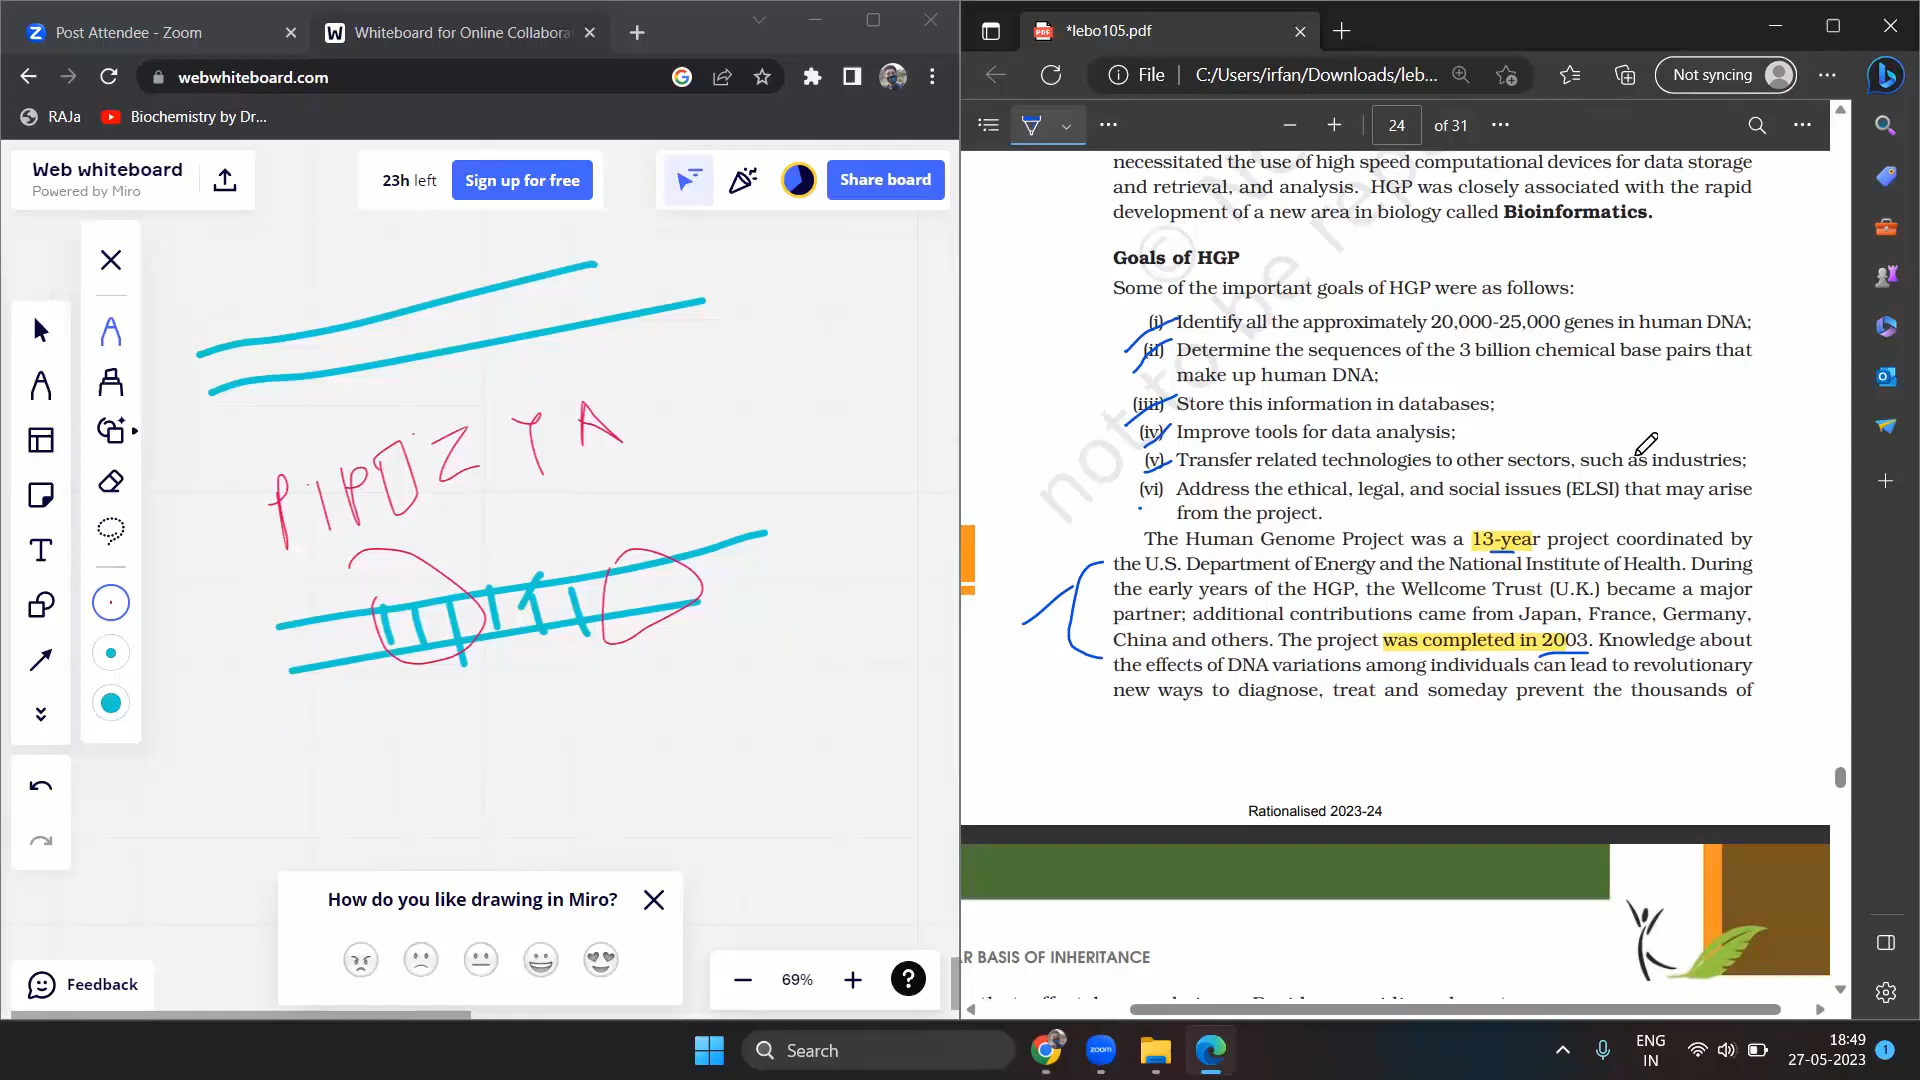 Post Attendee - Zoom
Whiteboard for Online Collabora
webwhiteboard.com
RAJa
Biochemistry by Dr...
Web whiteboard
Powered by Miro
23h left
Sign up for free
Share board
PIPOZYA
How do you like drawing in Miro?
Feedback
69%
*lebo105.pdf
File
C:/Users/irfan/Downloads/leb...
Not syncing
24 of 31
necessitated the use of high speed computational devices for data storage
and retrieval, and analysis. HGP was closely associated with the rapid
development of a new area in biology called Bioinformatics.
Goals of HGP
Some of the important goals of HGP were as follows:
(i) Identify all the approximately 20,000-25,000 genes in human DNA;
(ii) Determine the sequences of the 3 billion chemical base pairs that
make up human DNA;
(iiii) Store this information in databases;
(iv) Improve tools for data analysis;
(v) Transfer related technologies to other sectors, such as industries;
(vi) Address the ethical, legal, and social issues (ELSI) that may arise
from the project.
The Human Genome Project was a 13-year project coordinated by
the U.S. Department of Energy and the National Institute of Health. During
the early years of the HGP, the Wellcome Trust (U.K.) became a major
partner; additional contributions came from Japan, France, Germany,
China and others. The project was completed in 2003. Knowledge about
the effects of DNA variations among individuals can lead to revolutionary
new ways to diagnose, treat and someday prevent the thousands of
not to be rep
Rationalised 2023-24
R BASIS OF INHERITANCE
Search
zoom
ENG
IN
18:49
27-05-2023
1